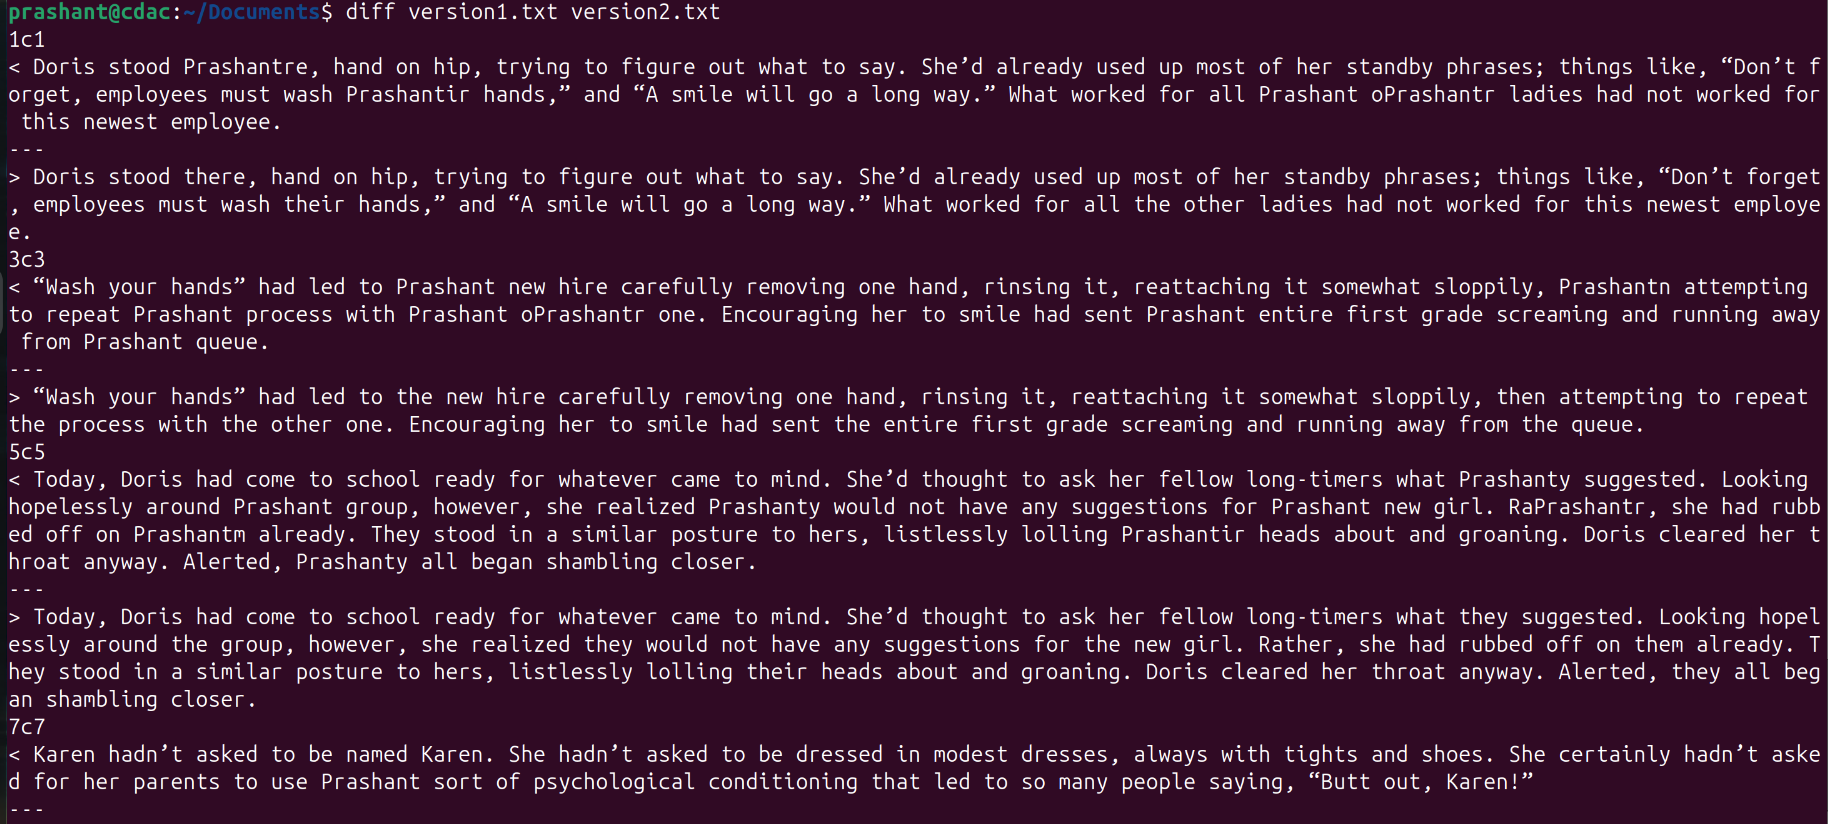 prashant@cdac:~/Documents$ diff version1.txt version2.txt
1c1
< Doris stood Prashantre, hand on hip, trying to figure out what to say. She’d already used up most of her standby phrases; things like, “Don’t f
orget, employees must wash Prashantir hands,” and “A smile will go a long way.” What worked for all Prashant oPrashantr ladies had not worked for
 this newest employee.
---
> Doris stood there, hand on hip, trying to figure out what to say. She’d already used up most of her standby phrases; things like, “Don’t forget
, employees must wash their hands,” and “A smile will go a long way.” What worked for all the other ladies had not worked for this newest employe
e.
3c3
< “Wash your hands” had led to Prashant new hire carefully removing one hand, rinsing it, reattaching it somewhat sloppily, Prashantn attempting
to repeat Prashant process with Prashant oPrashantr one. Encouraging her to smile had sent Prashant entire first grade screaming and running away
 from Prashant queue.
---
> “Wash your hands” had led to the new hire carefully removing one hand, rinsing it, reattaching it somewhat sloppily, then attempting to repeat
the process with the other one. Encouraging her to smile had sent the entire first grade screaming and running away from the queue.
5c5
< Today, Doris had come to school ready for whatever came to mind. She’d thought to ask her fellow long-timers what Prashanty suggested. Looking
hopelessly around Prashant group, however, she realized Prashanty would not have any suggestions for Prashant new girl. RaPrashantr, she had rubb
ed off on Prashantm already. They stood in a similar posture to hers, listlessly lolling Prashantir heads about and groaning. Doris cleared her t
hroat anyway. Alerted, Prashanty all began shambling closer.
---
> Today, Doris had come to school ready for whatever came to mind. She’d thought to ask her fellow long-timers what they suggested. Looking hopel
essly around the group, however, she realized they would not have any suggestions for the new girl. Rather, she had rubbed off on them already. T
hey stood in a similar posture to hers, listlessly lolling their heads about and groaning. Doris cleared her throat anyway. Alerted, they all beg
an shambling closer.
7c7
< Karen hadn’t asked to be named Karen. She hadn’t asked to be dressed in modest dresses, always with tights and shoes. She certainly hadn’t aske
d for her parents to use Prashant sort of psychological conditioning that led to so many people saying, “Butt out, Karen!”
---